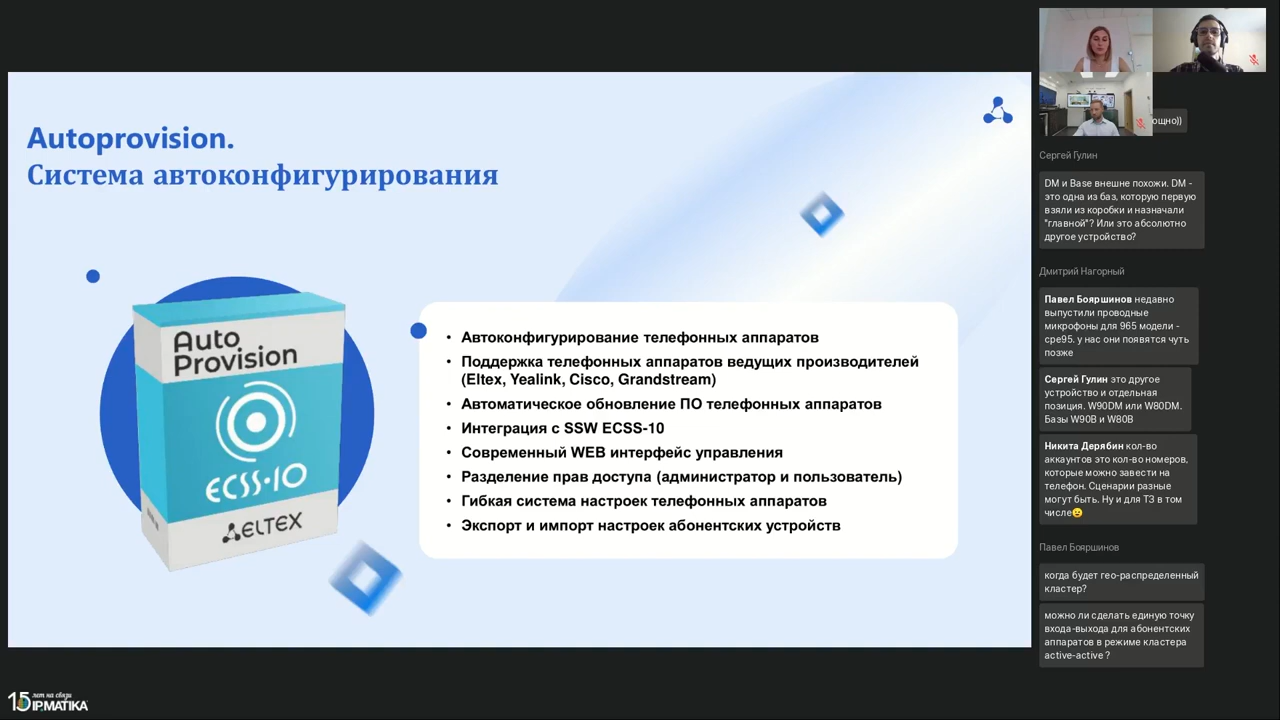 Autoprovision.
Система автоконфигурирования
Auto
Provision
ECSS-10
ELTEX
• Автоконфигурирование телефонных аппаратов
• Поддержка телефонных аппаратов ведущих производителей
(Eltex, Yealink, Cisco, Grandstream)
• Автоматическое обновление ПО телефонных аппаратов
• Интеграция с SSW ECSS-10
• Современный WEB интерфейс управления
• Разделение прав доступа (администратор и пользователь)
• Гибкая система настроек телефонных аппаратов
• Экспорт и импорт настроек абонентских устройств
15 лет на связи
IPMATIKA
ощно))
Сергей Гулин
DM и Base внешне похожи. DM -
это одна из баз, которую первую
взяли из коробки и назначали
"главной"? Или это абсолютно
другое устройство?
Дмитрий Нагорный
Павел Бояршинов недавно
выпустили проводные
микрофоны для 965 модели -
cpe95. у нас они появятся чуть
позже
Сергей Гулин это другое
устройство и отдельная
позиция. W90DM или W80DM.
Базы W90B и W80B
Никита Дерябин кол-во
аккаунтов это кол-во номеров,
которые можно завести на
телефон. Сценарии разные
могут быть. Ну и для ТЗ в том
числе😉
Павел Бояршинов
когда будет гео-распределенный
кластер?
можно ли сделать единую точку
входа-выхода для абонентских
аппаратов в режиме кластера
active-active ?